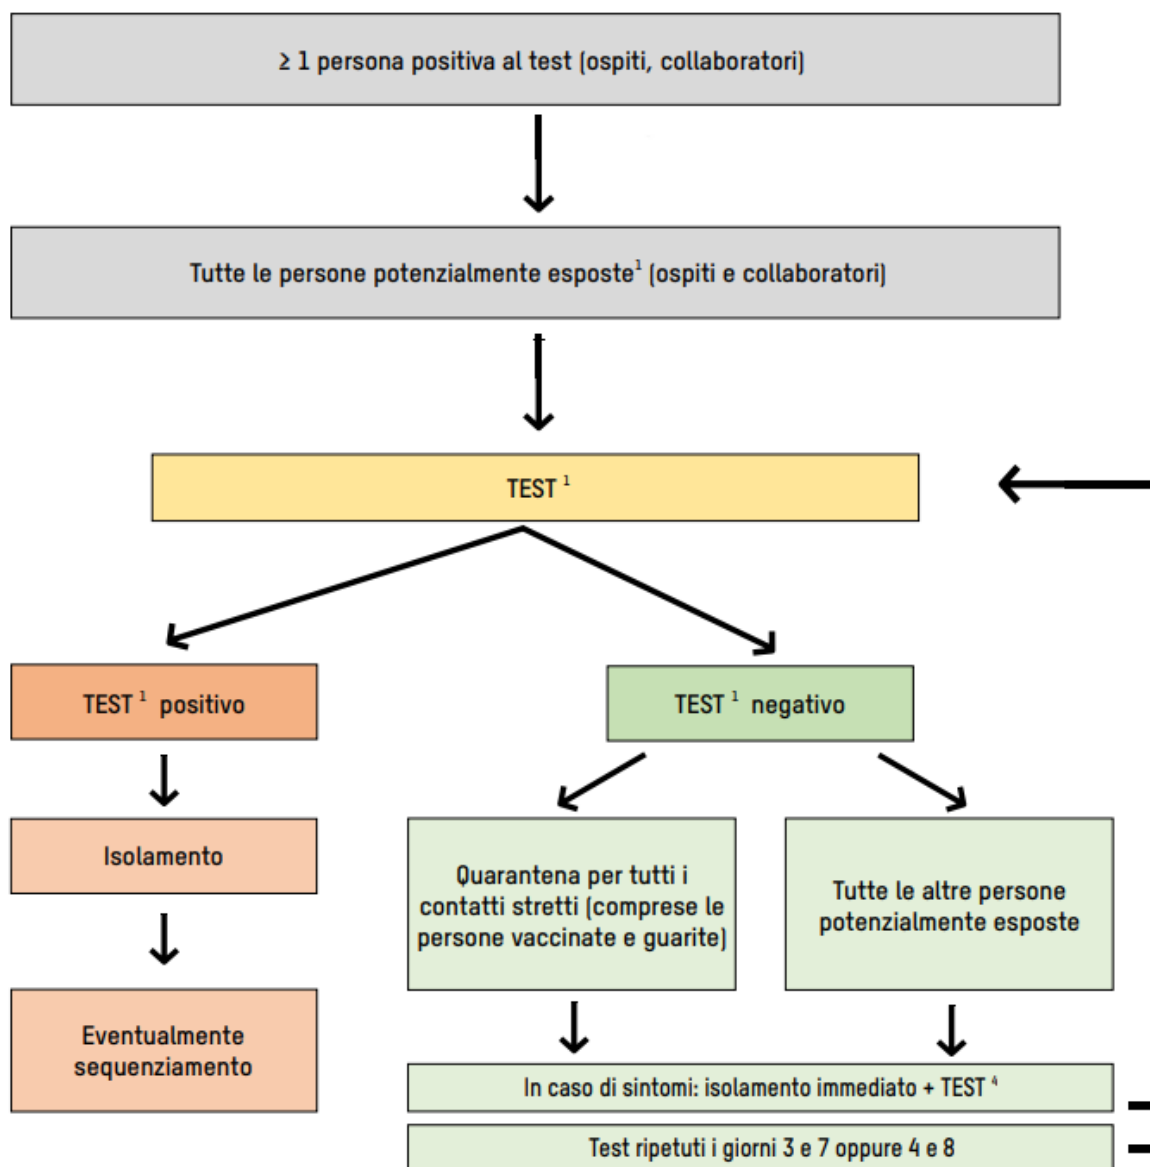 ≥ 1 persona positiva al test (ospiti, collaboratori)
Tutte le persone potenzialmente esposte¹ (ospiti e collaboratori)
TEST ¹
TEST ¹ positivo
TEST ¹ negativo
Isolamento
Quarantena per tutti i
contatti stretti (comprese le
persone vaccinate e guarite)
Tutte le altre persone
potenzialmente esposte
Eventualmente
sequenziamento
In caso di sintomi: isolamento immediato + TEST ⁴
Test ripetuti i giorni 3 e 7 oppure 4 e 8